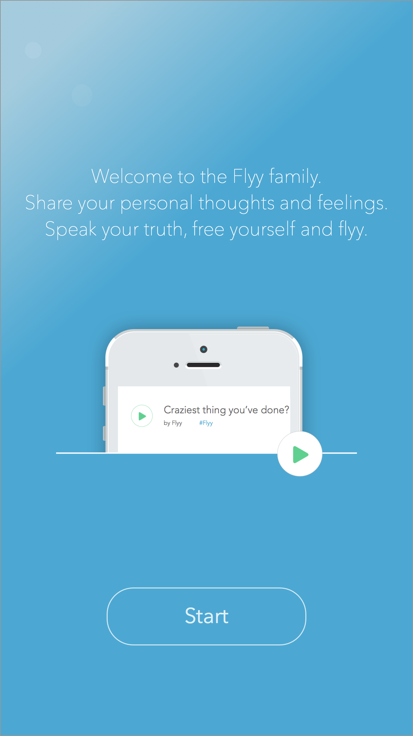 Welcome to the Flyy family.
Share your personal thoughts and feelings.
Speak your truth, free yourself and flyy.
Craziest thing you've done?
by Flyy #Flyy
Start